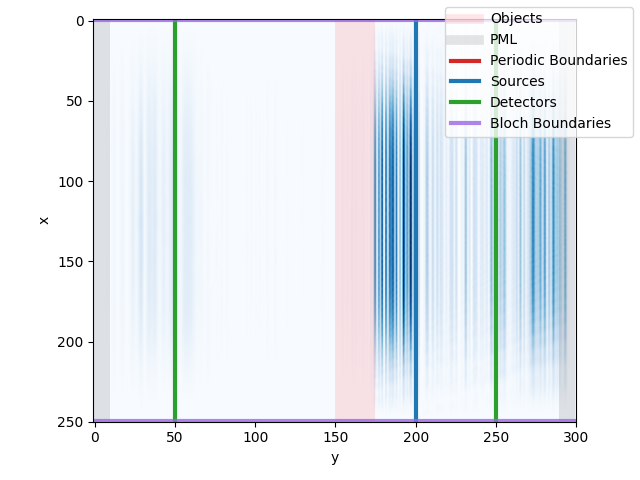 Objects
PML
Periodic Boundaries
Sources
Detectors
Bloch Boundaries
0
50
100
150
200
250
x
0
50
100
150
200
250
300
y